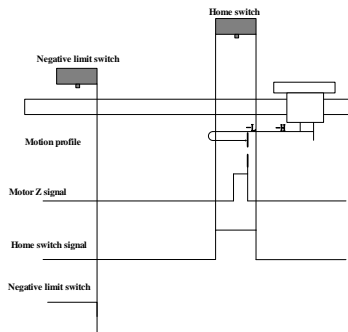 Home switch
Negative limit switch
-L
-H
Motion profile
Motor Z signal
Home switch signal
Negative limit switch